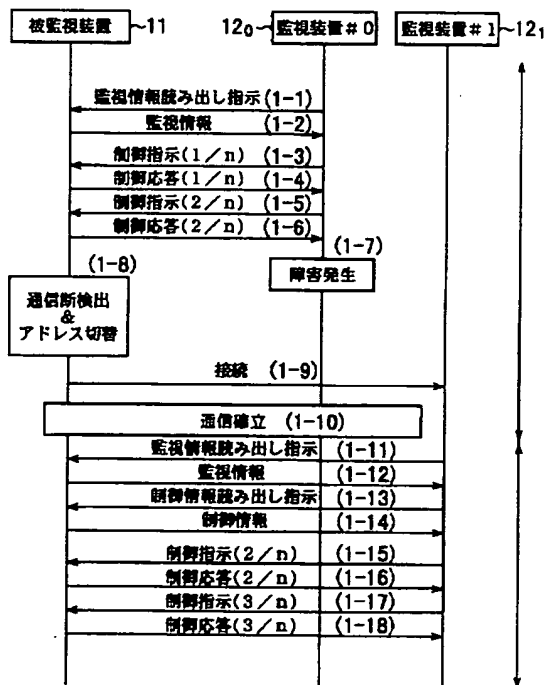 被監視装置 ~11 12₀ 監視装置#0 監視装置#1 ~12₁
監視情報読み出し指示(1-1)
監視情報 (1-2)
制御指示(1/n) (1-3)
制御応答(1/n) (1-4)
制御指示(2/n) (1-5)
制御応答(2/n) (1-6)
(1-7)
障害発生
(1-8)
通信断検出
&
アドレス切替
接続 (1-9)
通信確立 (1-10)
監視情報読み出し指示 (1-11)
監視情報 (1-12)
制御情報読み出し指示 (1-13)
制御情報 (1-14)
制御指示(2/n) (1-15)
制御応答(2/n) (1-16)
制御指示(3/n) (1-17)
制御応答(3/n) (1-18)